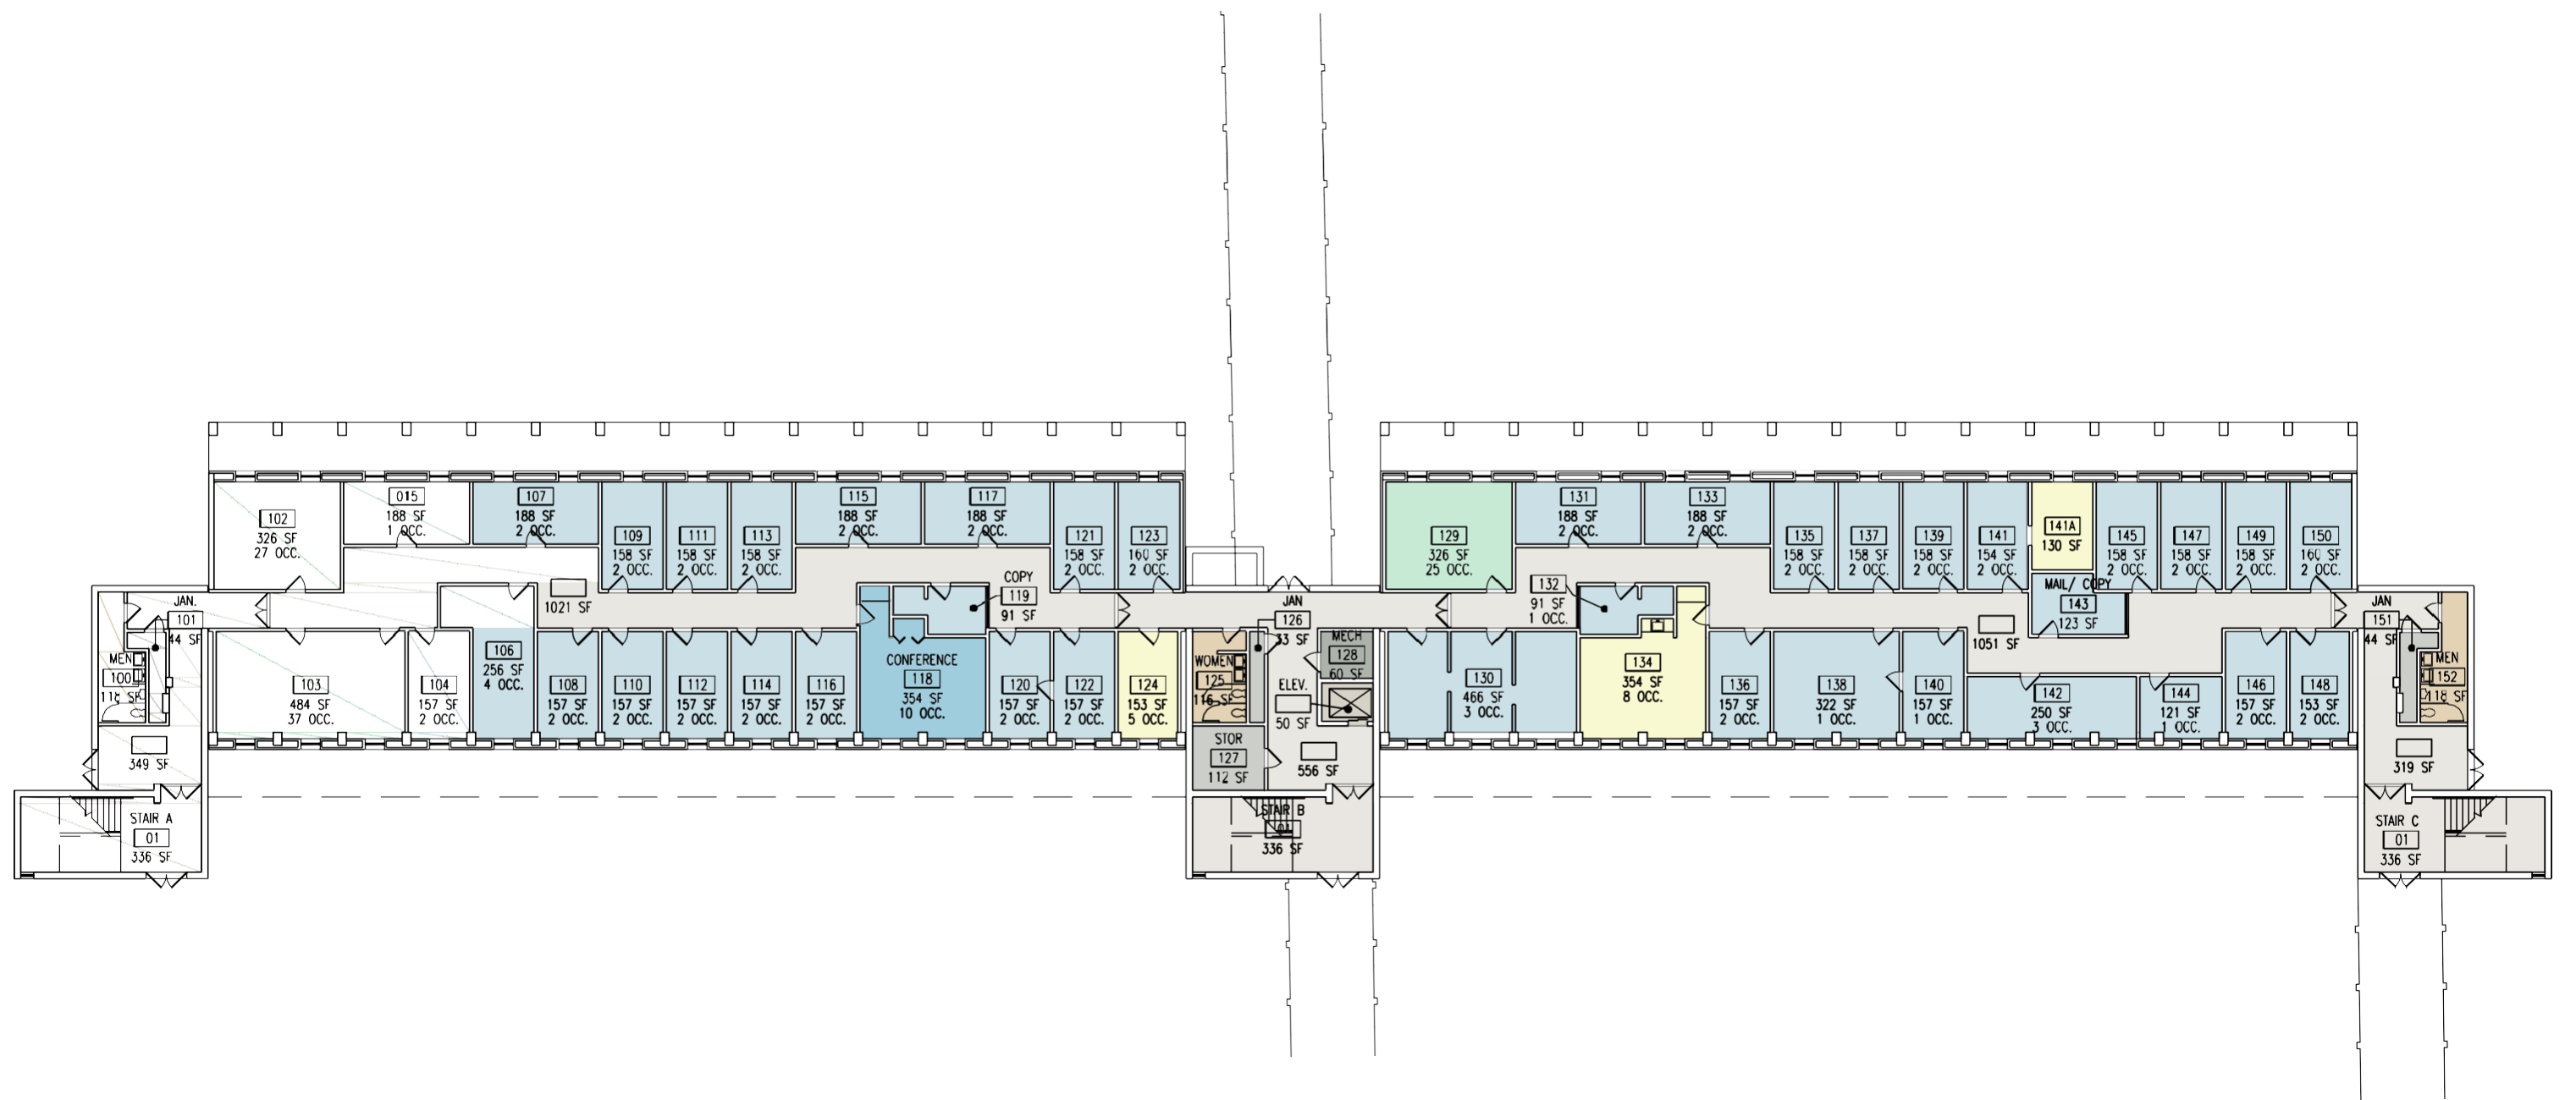 102
326 SF
27 OCC.
015
188 SF
1 OCC.
107
188 SF
2 OCC.
109
158 SF
2 OCC.
111
158 SF
2 OCC.
113
158 SF
2 OCC.
115
188 SF
2 OCC.
117
188 SF
2 OCC.
121
158 SF
2 OCC.
123
160 SF
2 OCC.
129
326 SF
25 OCC.
131
188 SF
2 OCC.
133
188 SF
2 OCC.
135
158 SF
2 OCC.
137
158 SF
2 OCC.
139
158 SF
2 OCC.
141
154 SF
2 OCC.
141A
130 SF
145
158 SF
2 OCC.
147
158 SF
2 OCC.
149
158 SF
2 OCC.
150
160 SF
2 OCC.
JAN.
101
44 SF
1021 SF
COPY
119
91 SF
JAN
126
33 SF
132
91 SF
1 OCC.
MAIL/ COPY
143
123 SF
1051 SF
JAN
151
44 SF
MEN
100
118 SF
103
484 SF
37 OCC.
104
157 SF
2 OCC.
106
256 SF
4 OCC.
108
157 SF
2 OCC.
110
157 SF
2 OCC.
112
157 SF
2 OCC.
114
157 SF
2 OCC.
116
157 SF
2 OCC.
CONFERENCE
118
354 SF
10 OCC.
120
157 SF
2 OCC.
122
157 SF
2 OCC.
124
153 SF
5 OCC.
WOMEN
125
116 SF
MECH
128
60 SF
ELEV.
50 SF
130
466 SF
3 OCC.
134
354 SF
8 OCC.
136
157 SF
2 OCC.
138
322 SF
1 OCC.
140
157 SF
1 OCC.
142
250 SF
3 OCC.
144
121 SF
1 OCC.
146
157 SF
2 OCC.
148
153 SF
2 OCC.
MEN
152
118 SF
349 SF
STOR
127
112 SF
556 SF
319 SF
STAIR A
01
336 SF
STAIR B
01
336 SF
STAIR C
01
336 SF